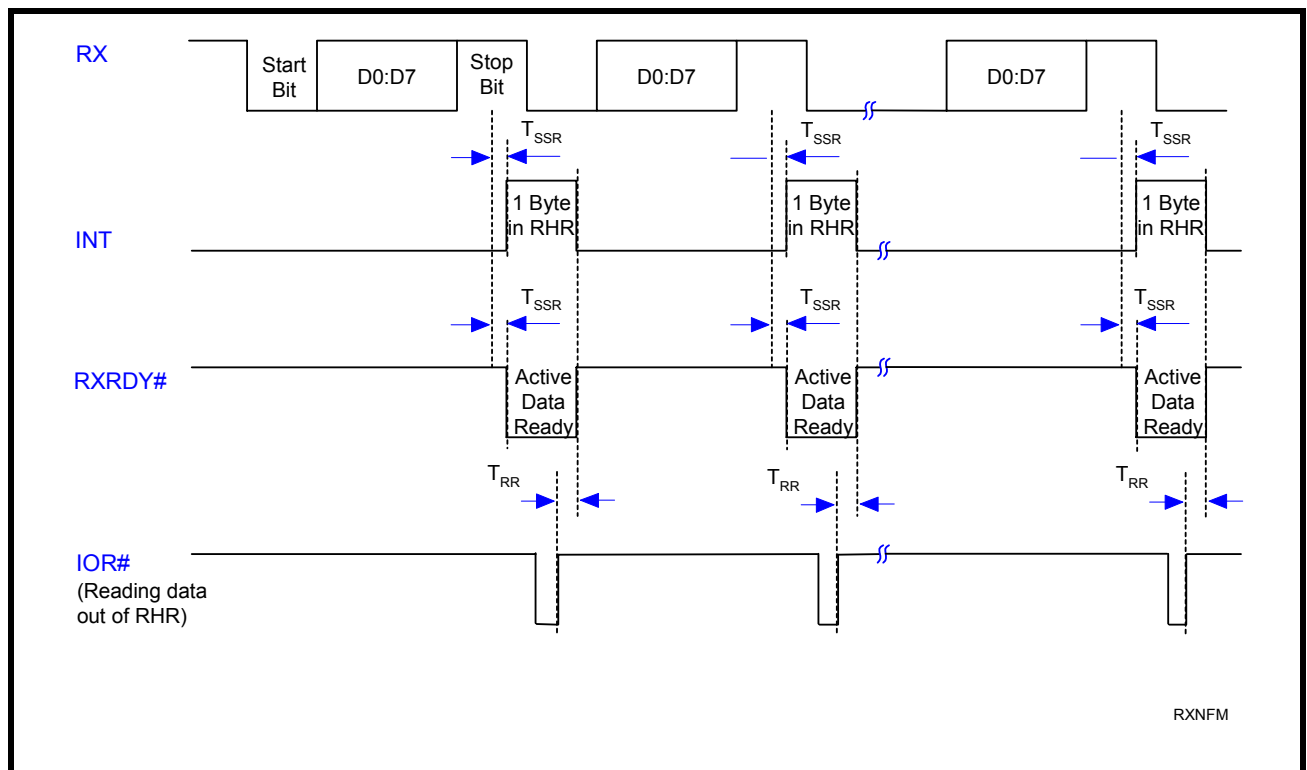 RX
Start
Bit
D0:D7
Stop
Bit
D0:D7
D0:D7
TSSR
TSSR
TSSR
INT
1 Byte
in RHR
1 Byte
in RHR
1 Byte
in RHR
TSSR
TSSR
TSSR
RXRDY#
Active
Data
Ready
Active
Data
Ready
Active
Data
Ready
TRR
TRR
TRR
IOR#
(Reading data
out of RHR)
RXNFM